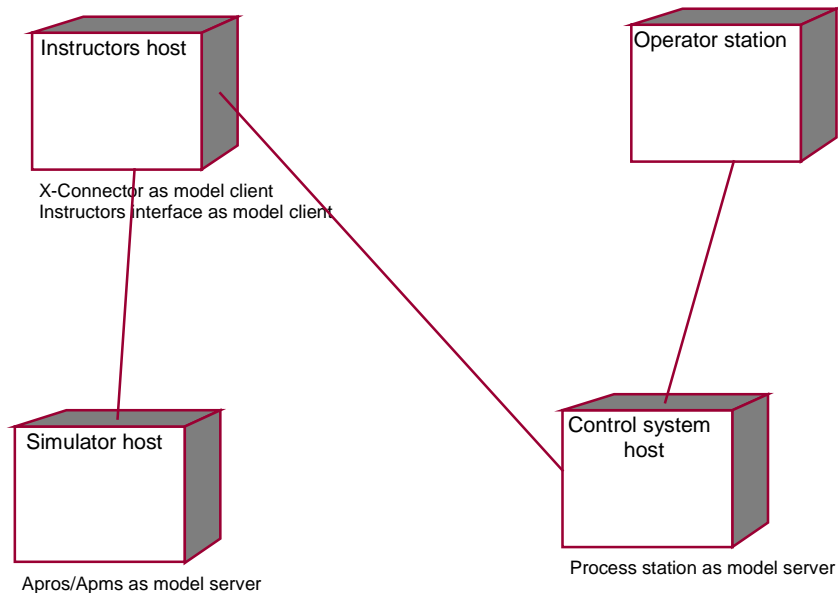 Instructors host
Operator station
X-Connector as model client
Instructors interface as model client
Simulator host
Control system
host
Apros/Apms as model server
Process station as model server